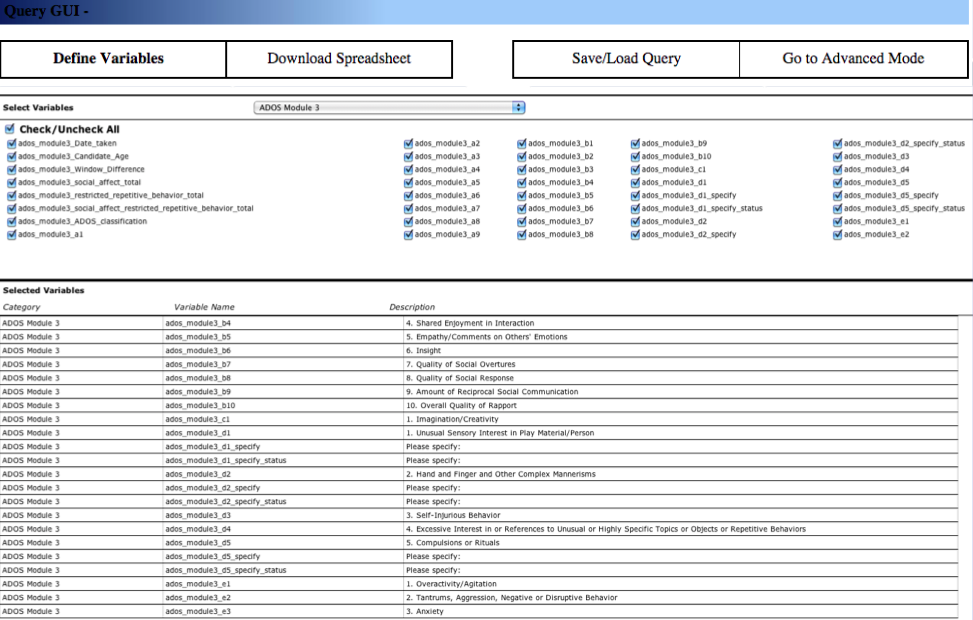 Query GUI -
Define Variables Download Spreadsheet Save/Load Query Go to Advanced Mode
Select Variables ADOS Module 3
Check/Uncheck All
ados_module3_Date_taken ados_module3_a2 ados_module3_b1 ados_module3_b9 ados_module3_d2_specify_status
ados_module3_Candidate_Age ados_module3_a3 ados_module3_b2 ados_module3_b10 ados_module3_d3
ados_module3_Window_Difference ados_module3_a4 ados_module3_b3 ados_module3_c1 ados_module3_d4
ados_module3_social_affect_total ados_module3_a5 ados_module3_b4 ados_module3_d1 ados_module3_d5
ados_module3_restricted_repetitive_behavior_total ados_module3_a6 ados_module3_b5 ados_module3_d1_specify ados_module3_d5_specify
ados_module3_social_affect_restricted_repetitive_behavior_total ados_module3_a7 ados_module3_b6 ados_module3_d1_specify_status ados_module3_d5_specify_status
ados_module3_ADOS_classification ados_module3_a8 ados_module3_b7 ados_module3_d2 ados_module3_e1
ados_module3_a1 ados_module3_a9 ados_module3_b8 ados_module3_d2_specify ados_module3_e2
Selected Variables
Category Variable Name Description
ADOS Module 3 ados_module3_b4 4. Shared Enjoyment in Interaction
ADOS Module 3 ados_module3_b5 5. Empathy/Comments on Others' Emotions
ADOS Module 3 ados_module3_b6 6. Insight
ADOS Module 3 ados_module3_b7 7. Quality of Social Overtures
ADOS Module 3 ados_module3_b8 8. Quality of Social Response
ADOS Module 3 ados_module3_b9 9. Amount of Reciprocal Social Communication
ADOS Module 3 ados_module3_b10 10. Overall Quality of Rapport
ADOS Module 3 ados_module3_c1 1. Imagination/Creativity
ADOS Module 3 ados_module3_d1 1. Unusual Sensory Interest in Play Material/Person
ADOS Module 3 ados_module3_d1_specify Please specify:
ADOS Module 3 ados_module3_d1_specify_status Please specify:
ADOS Module 3 ados_module3_d2 2. Hand and Finger and Other Complex Mannerisms
ADOS Module 3 ados_module3_d2_specify Please specify:
ADOS Module 3 ados_module3_d2_specify_status Please specify:
ADOS Module 3 ados_module3_d3 3. Self-Injurious Behavior
ADOS Module 3 ados_module3_d4 4. Excessive Interest in or References to Unusual or Highly Specific Topics or Objects or Repetitive Behaviors
ADOS Module 3 ados_module3_d5 5. Compulsions or Rituals
ADOS Module 3 ados_module3_d5_specify Please specify:
ADOS Module 3 ados_module3_d5_specify_status Please specify:
ADOS Module 3 ados_module3_e1 1. Overactivity/Agitation
ADOS Module 3 ados_module3_e2 2. Tantrums, Aggression, Negative or Disruptive Behavior
ADOS Module 3 ados_module3_e3 3. Anxiety